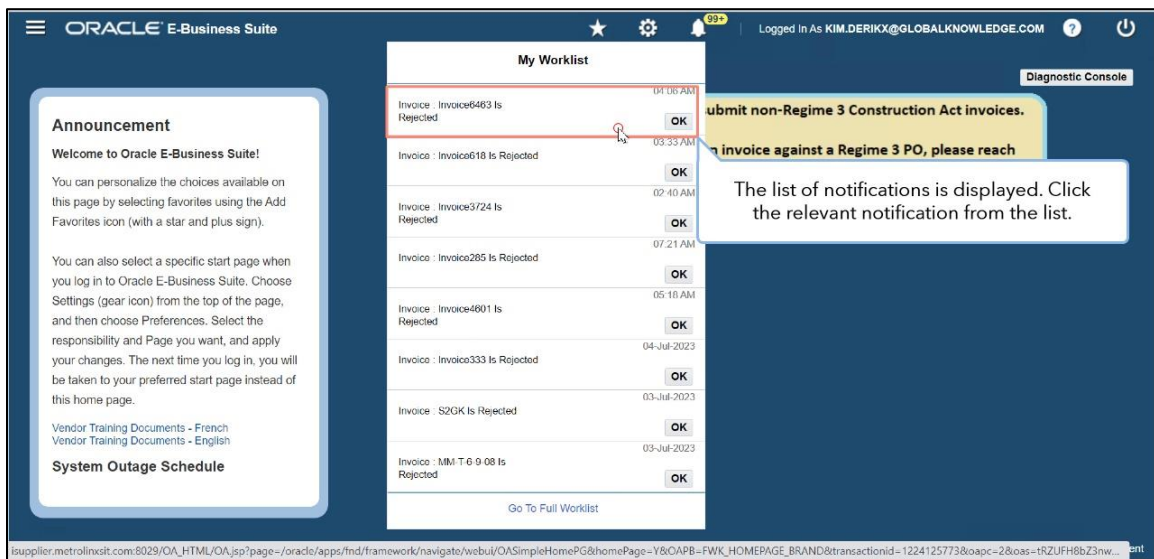 ORACLE E-Business Suite
99+
Logged In As KIM.DERIKX@GLOBALKNOWLEDGE.COM
?
Diagnostic Console
My Worklist
04:06 AM
Invoice : Invoice6463 Is
Rejected
OK
03:33 AM
Invoice : Invoice618 Is Rejected
OK
02:40 AM
Invoice : Invoice3724 Is
Rejected
OK
07:21 AM
Invoice : Invoice285 Is Rejected
OK
05:18 AM
Invoice : Invoice4601 Is
Rejected
OK
04-Jul-2023
Invoice : Invoice333 Is Rejected
OK
03-Jul-2023
Invoice : S2GK Is Rejected
OK
03-Jul-2023
Invoice : MM-T-6-9-08 Is
Rejected
OK
Go To Full Worklist
Announcement
Welcome to Oracle E-Business Suite!
You can personalize the choices available on
this page by selecting favorites using the Add
Favorites icon (with a star and plus sign).
You can also select a specific start page when
you log in to Oracle E-Business Suite. Choose
Settings (gear icon) from the top of the page,
and then choose Preferences. Select the
responsibility and Page you want, and apply
your changes. The next time you log in, you will
be taken to your preferred start page instead of
this home page.
Vendor Training Documents - French
Vendor Training Documents - English
System Outage Schedule
ubmit non-Regime 3 Construction Act invoices.
n invoice against a Regime 3 PO, please reach
The list of notifications is displayed. Click
the relevant notification from the list.
isupplier.metrolinxsit.com:8029/OA_HTML/OA.jsp?page=/oracle/apps/fnd/framework/navigate/webui/OASimpleHomePG&homePage=Y&OAPB=FWK_HOMEPAGE_BRAND&transactionid=1224125773&oapc=2&oas=tRZUFH8bZ3nw...
ent